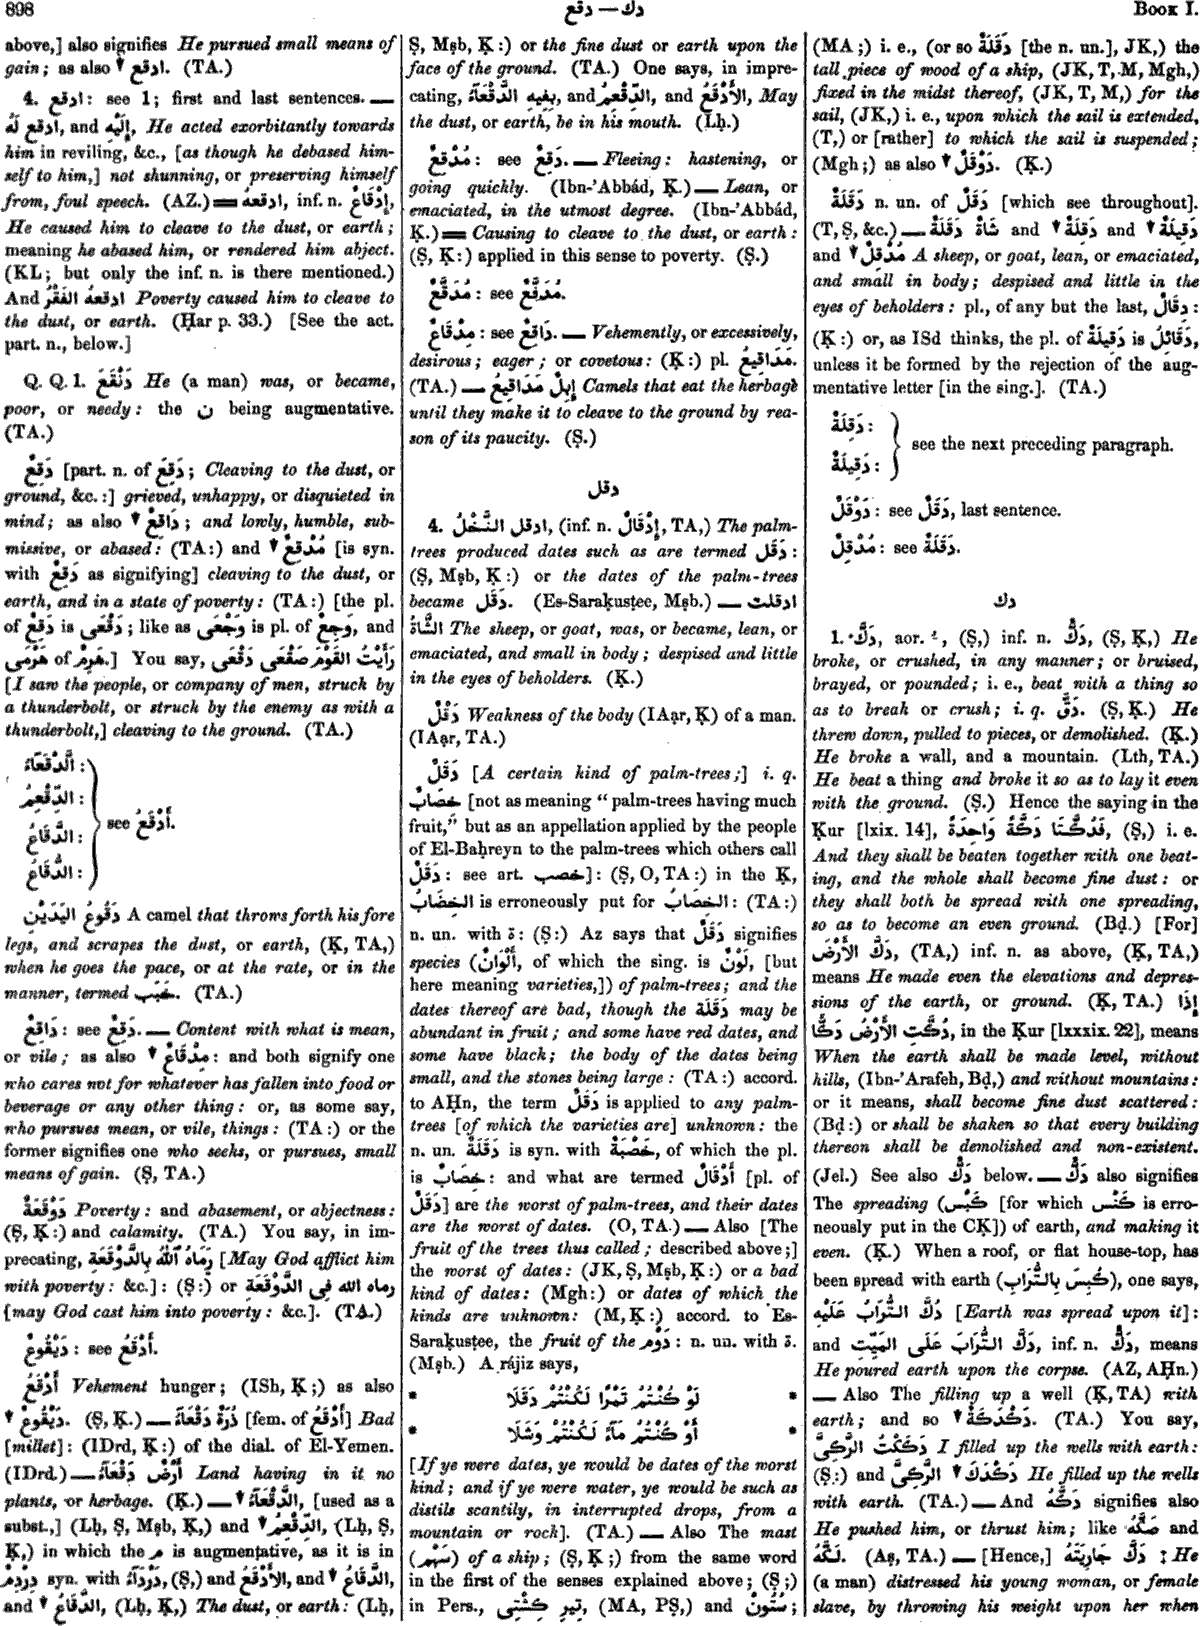 898
دقع — دك
Book I.
above,] also signifies He pursued small means of
gain; as also ↓ ادقع. (TA.)
4. ادقع: see 1; first and last sentences. —
ادقع لَهُ, and إِلَيْهِ, He acted exorbitantly towards
him in reviling, &c., [as though he debased him-
self to him,] not shunning, or preserving himself
from, foul speech. (AZ.) = ادقعهُ, inf. n. إِدْقَاعٌ,
He caused him to cleave to the dust, or earth;
meaning he abased him, or rendered him abject.
(KL; but only the inf. n. is there mentioned.)
And ادقعهُ الفَقْرُ Poverty caused him to cleave to
the dust, or earth. (Ḥar p. 33.) [See the act.
part. n., below.]
Q. Q. 1. دَنْقَعَ He (a man) was, or became,
poor, or needy: the ن being augmentative.
(TA.)
دَقِعٌ [part. n. of دَقِعَ; Cleaving to the dust, or
ground, &c.:] grieved, unhappy, or disquieted in
mind; as also ↓ دَاقِعٌ; and lowly, humble, sub-
missive, or abased: (TA:) and ↓ مُدْقِعٌ [is syn.
with دَقِعٌ as signifying] cleaving to the dust, or
earth, and in a state of poverty: (TA:) [the pl.
of دَقِعٌ is دَقْعَى; like as وَجْعَى is pl. of وَجِعٌ, and
هَرْمَى of هَرِمٌ.] You say, رَأَيْتُ القَوْمَ صَقْعَى دَقْعَى
[I saw the people, or company of men, struck by
a thunderbolt, or struck by the enemy as with a
thunderbolt,] cleaving to the ground. (TA.)
الدَّقْعَآءُ:
الدِّقْعِمُ:
الدَّقَاعُ:
الدُّقَاعُ:
see أَدْقَعُ.
دَقُوعُ اليَدَيْنِ A camel that throws forth his fore
legs, and scrapes the dust, or earth, (Ḳ, TA,)
when he goes the pace, or at the rate, or in the
manner, termed خَبَب. (TA.)
دَاقِعٌ: see دَقِعٌ. — Content with what is mean,
or vile; as also ↓ مِدْقَاعٌ: and both signify one
who cares not for whatever has fallen into food or
beverage or any other thing: or, as some say,
who pursues mean, or vile, things: (TA:) or the
former signifies one who seeks, or pursues, small
means of gain. (Ṣ, TA.)
دَوْقَعَةٌ Poverty: and abasement, or abjectness:
(Ṣ, Ḳ:) and calamity. (TA.) You say, in im-
precating, رَمَاهُ ٱللّٰهُ بِالدَّوْقَعَةِ [May God afflict him
with poverty: &c.]: (Ṣ:) or رماه الله فِى الدَّوْقَعَةِ
[may God cast him into poverty: &c.]. (TA.)
دَيْقُوعٌ: see أَدْقَعُ.
أَدْقَعُ Vehement hunger; (ISh, Ḳ;) as also
↓ دَيْقُوعٌ. (Ṣ, Ḳ.) — ذُرَةٌ دَقْعَآءُ [fem. of أَدْقَعُ] Bad
[millet]: (IDrd, Ḳ:) of the dial. of El-Yemen.
(IDrd.) — أَرْضٌ دَقْعَآءُ Land having in it no
plants, or herbage. (Ḳ.) — ↓ الدَّقْعَآءُ, [used as a
subst.,] (Lḥ, Ṣ, Mṣb, Ḳ,) and ↓ الدِّقْعِمُ, (Lḥ, Ṣ,
Ḳ,) in which the م is augmentative, as it is in
دِرْدِمٌ syn. with دَرْدَآءُ, (Ṣ,) and الأَدْقَعُ, and ↓ الدَّقَاعُ,
and ↓ الدُّقَاعُ, (Lḥ, Ḳ,) The dust, or earth: (Lḥ,
Ṣ, Mṣb, Ḳ:) or the fine dust or earth upon the
face of the ground. (TA.) One says, in impre-
cating, بِفِيهِ الدَّقْعَآءُ, and الدِّقْعِمُ, and الأَدْقَعُ, May
the dust, or earth, be in his mouth. (Lḥ.)
مُدْقِعٌ: see دَقِعٌ. — Fleeing: hastening, or
going quickly. (Ibn-'Abbád, Ḳ.) — Lean, or
emaciated, in the utmost degree. (Ibn-'Abbád,
Ḳ.) = Causing to cleave to the dust, or earth:
(Ṣ, Ḳ:) applied in this sense to poverty. (Ṣ.)
مُدَقَّعٌ: see مُدَفَّعٌ.
مِدْقَاعٌ: see دَاقِعٌ. — Vehemently, or excessively,
desirous; eager; or covetous: (Ḳ:) pl. مَدَاقِيعُ.
(TA.) — إِبِلٌ مَدَاقِيعُ Camels that eat the herbage
until they make it to cleave to the ground by rea-
son of its paucity. (Ṣ.)
دقل
4. ادقل النَّخْلُ, (inf. n. إِدْقَالٌ, TA,) The palm-
trees produced dates such as are termed دَقَل:
(Ṣ, Mṣb, Ḳ:) or the dates of the palm-trees
became دَقَل. (Es-Saraḳusṭee, Mṣb.) — ادقلت
الشَّاةُ The sheep, or goat, was, or became, lean, or
emaciated, and small in body; despised and little
in the eyes of beholders. (Ḳ.)
دَقْلٌ Weakness of the body (IAạr, Ḳ) of a man.
(IAạr, TA.)
دَقَلٌ [A certain kind of palm-trees;] i. q.
خِصَابٌ [not as meaning "palm-trees having much
fruit," but as an appellation applied by the people
of El-Baḥreyn to the palm-trees which others call
دَقَلٌ: see art. خصب]: (Ṣ, O, TA:) in the Ḳ,
الخِضَابُ is erroneously put for الخِصَابُ: (TA:)
n. un. with ة: (Ṣ:) Az says that دَقَلٌ signifies
species (أَلْوَانٌ, of which the sing. is لَوْنٌ, [but
here meaning varieties,]) of palm-trees; and the
dates thereof are bad, though the دَقَلَة may be
abundant in fruit; and some have red dates, and
some have black; the body of the dates being
small, and the stones being large: (TA:) accord.
to AḤn, the term دَقَلٌ is applied to any palm-
trees [of which the varieties are] unknown: the
n. un. دَقَلَةٌ is syn. with خَصْبَةٌ, of which the pl.
is خِصَابٌ: and what are termed أَدْقَالٌ [pl. of
دَقَلٌ] are the worst of palm-trees, and their dates
are the worst of dates. (O, TA.) — Also [The
fruit of the trees thus called; described above;]
the worst of dates: (JK, Ṣ, Mṣb, Ḳ:) or a bad
kind of dates: (Mgh:) or dates of which the
kinds are unknown: (M, Ḳ:) accord. to Es-
Saraḳusṭee, the fruit of the دَوْم: n. un. with ة.
(Mṣb.) A rájiz says,
* لَوْ كُنْتُمُ تَمْرًا لَكُنْتُمْ دَقَلَا *
* أَوْ كُنْتُمُ مَآءً لَكُنْتُمْ وَشَلَا *
[If ye were dates, ye would be dates of the worst
kind; and if ye were water, ye would be such as
distils scantily, in interrupted drops, from a
mountain or rock]. (TA.) — Also The mast
(سَهْم) of a ship; (Ṣ, Ḳ;) from the same word
in the first of the senses explained above; (Ṣ;)
in Pers., تِيرِ كِشْتِى, (MA, PṢ,) and سُتُونْ;
(MA;) i. e., (or so دَقَلَةٌ [the n. un.], JK,) the
tall piece of wood of a ship, (JK, T, M, Mgh,)
fixed in the midst thereof, (JK, T, M,) for the
sail, (JK,) i. e., upon which the sail is extended,
(T,) or [rather] to which the sail is suspended;
(Mgh;) as also ↓ دَوْقَلٌ. (Ḳ.)
دَقَلَةٌ n. un. of دَقَلٌ [which see throughout].
(T, Ṣ, &c.) — شَاةٌ دَقَلَةٌ and ↓ دَقِلَةٌ and ↓ دَقِيلَةٌ
and ↓ مُدْقِلٌ A sheep, or goat, lean, or emaciated,
and small in body; despised and little in the
eyes of beholders: pl., of any but the last, دِقَالٌ:
(Ḳ:) or, as ISd thinks, the pl. of دَقِيلَةٌ is دَقَائِلُ,
unless it be formed by the rejection of the aug-
mentative letter [in the sing.]. (TA.)
دَقِلَةٌ:
دَقِيلَةٌ:
see the next preceding paragraph.
دَوْقَلٌ: see دَقَلٌ, last sentence.
مُدْقِلٌ: see دَقَلَةٌ.
دك
1. دَكَّ, aor. ـُ, (Ṣ,) inf. n. دَكٌّ, (Ṣ, Ḳ,) He
broke, or crushed, in any manner; or bruised,
brayed, or pounded; i. e., beat with a thing so
as to break or crush; i. q. دَقَّ. (Ṣ, Ḳ.) He
threw down, pulled to pieces, or demolished. (Ḳ.)
He broke a wall, and a mountain. (Lth, TA.)
He beat a thing and broke it so as to lay it even
with the ground. (Ṣ.) Hence the saying in the
Ḳur [lxix. 14], فَدُكَّتَا دَكَّةً وَاحِدَةً, (Ṣ,) i. e.
And they shall be beaten together with one beat-
ing, and the whole shall become fine dust: or
they shall both be spread with one spreading,
so as to become an even ground. (Bḍ.) [For]
دَكَّ الأَرْضَ, (TA,) inf. n. as above, (Ḳ, TA,)
means He made even the elevations and depres-
sions of the earth, or ground. (Ḳ, TA.) إِذَا
دُكَّتِ الأَرْضُ دَكًّا, in the Ḳur [lxxxix. 22], means
When the earth shall be made level, without
hills, (Ibn-'Arafeh, Bḍ,) and without mountains:
or it means, shall become fine dust scattered:
(Bḍ:) or shall be shaken so that every building
thereon shall be demolished and non-existent.
(Jel.) See also دَكٌّ below. — دَكٌّ also signifies
The spreading (كَبْس [for which كَنْس is erro-
neously put in the CK]) of earth, and making it
even. (Ḳ.) When a roof, or flat house-top, has
been spread with earth (كُبِسَ بِالتُّرَابِ), one says,
دُكَّ التُّرَابُ عَلَيْهِ [Earth was spread upon it]:
and دَكَّ التُّرَابَ عَلَى المَيِّتِ, inf. n. دَكٌّ, means
He poured earth upon the corpse. (AZ, AḤn.)
— Also The filling up a well (Ḳ, TA) with
earth; and so ↓ دَكْدَكَةٌ. (TA.) You say,
دَكَكْتُ الرَّكِىَّ I filled up the wells with earth:
(Ṣ:) and ↓ دَكْدَكَ الرَّكِىَّ He filled up the wells
with earth. (TA.) — And دَكَّهُ signifies also
He pushed him, or thrust him; like صَكَّهُ and
لَكَّهُ. (Aṣ, TA.) — [Hence,] دَكَّ جَارِيَتَهُ ‡ He
(a man) distressed his young woman, or female
slave, by throwing his weight upon her when